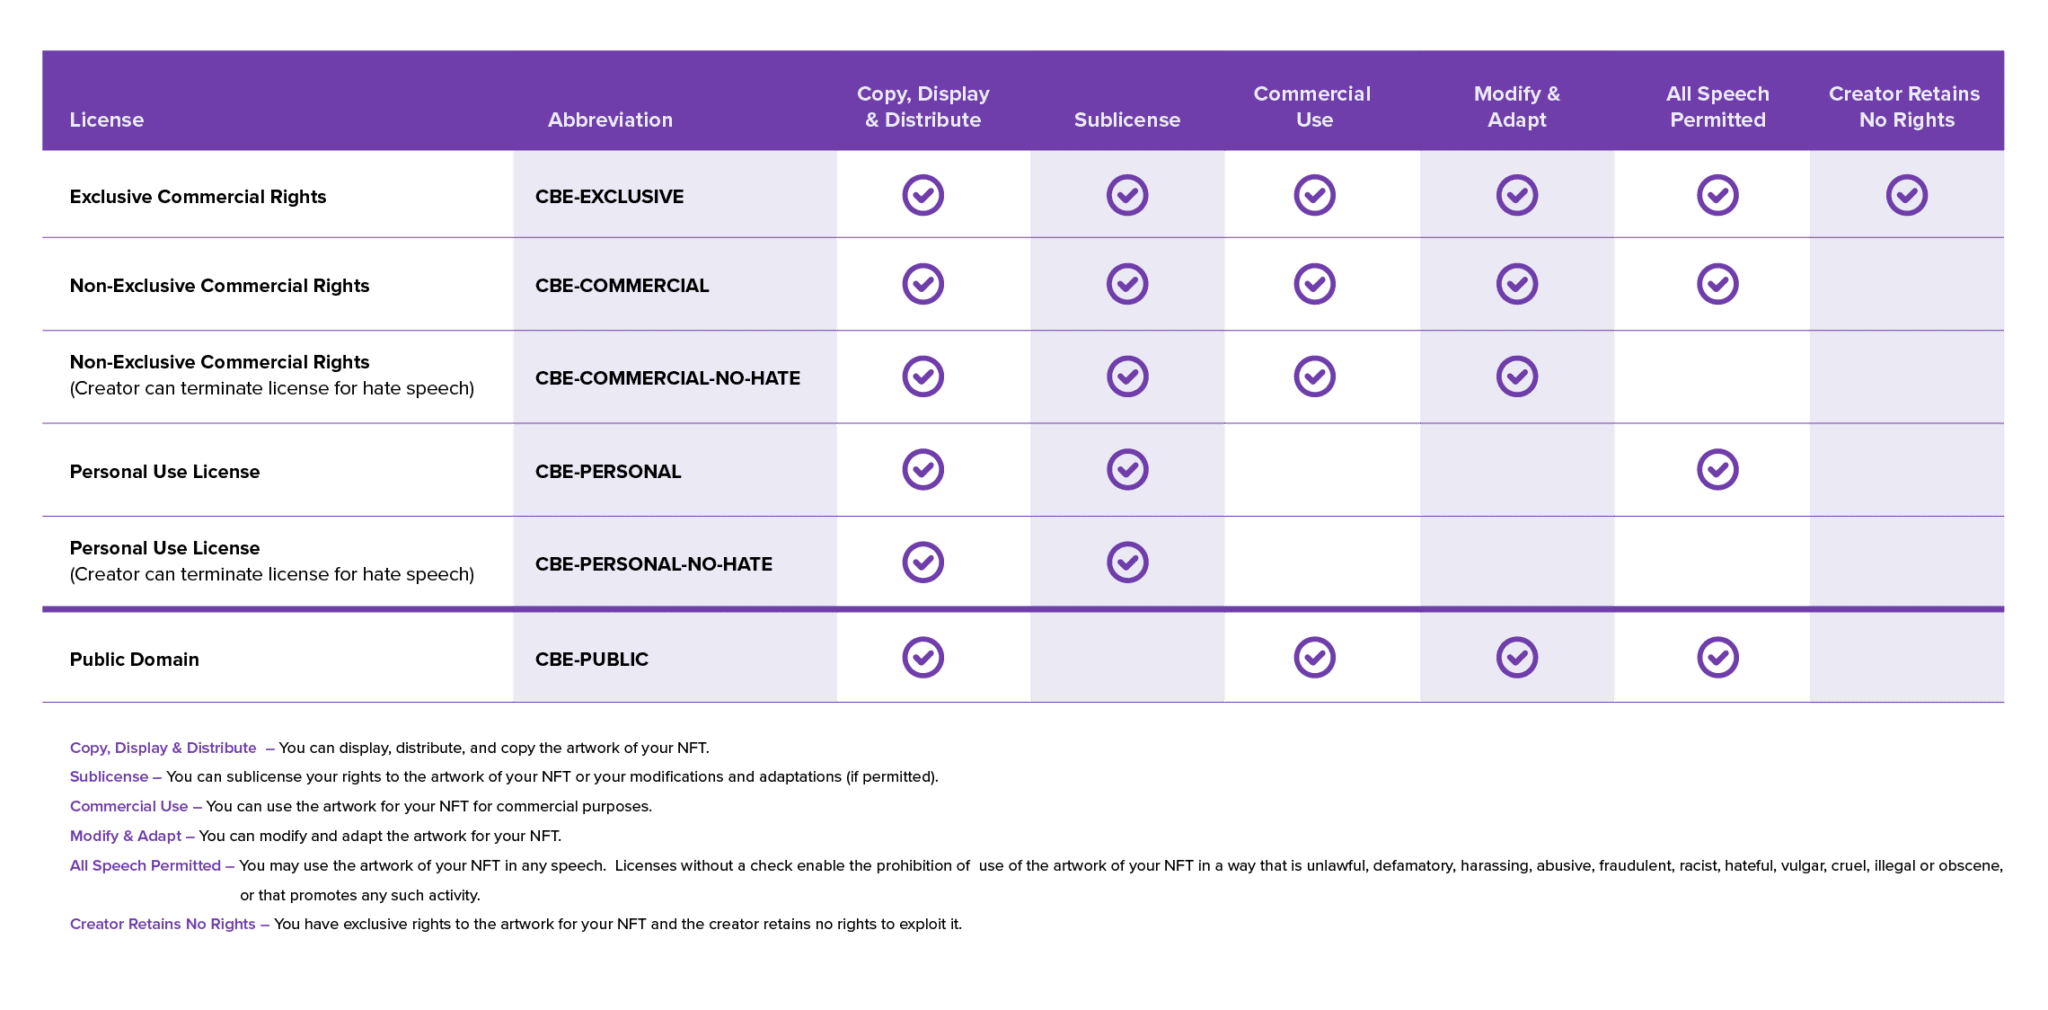 License
Abbreviation
Copy, Display
& Distribute
Sublicense
Commercial
Use
Modify &
Adapt
All Speech
Permitted
Creator Retains
No Rights
Exclusive Commercial Rights
CBE-EXCLUSIVE
Non-Exclusive Commercial Rights
CBE-COMMERCIAL
Non-Exclusive Commercial Rights
(Creator can terminate license for hate speech)
CBE-COMMERCIAL-NO-HATE
Personal Use License
CBE-PERSONAL
Personal Use License
(Creator can terminate license for hate speech)
CBE-PERSONAL-NO-HATE
Public Domain
CBE-PUBLIC
Copy, Display & Distribute – You can display, distribute, and copy the artwork of your NFT.
Sublicense – You can sublicense your rights to the artwork of your NFT or your modifications and adaptations (if permitted).
Commercial Use – You can use the artwork for your NFT for commercial purposes.
Modify & Adapt – You can modify and adapt the artwork for your NFT.
All Speech Permitted – You may use the artwork of your NFT in any speech. Licenses without a check enable the prohibition of use of the artwork of your NFT in a way that is unlawful, defamatory, harassing, abusive, fraudulent, racist, hateful, vulgar, cruel, illegal or obscene,
or that promotes any such activity.
Creator Retains No Rights – You have exclusive rights to the artwork for your NFT and the creator retains no rights to exploit it.